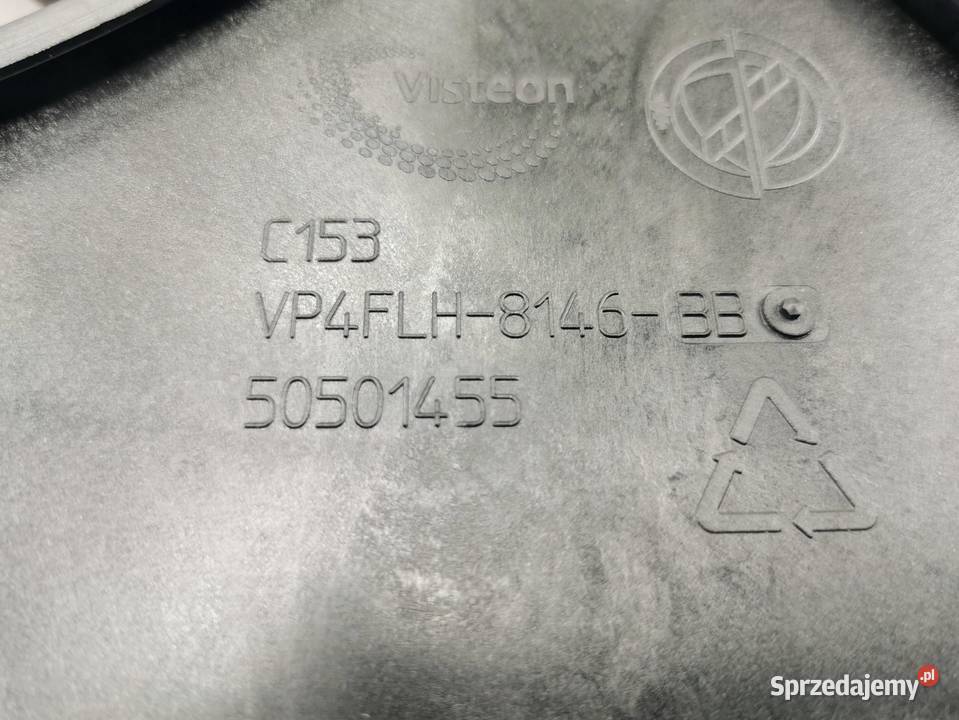 Visteon
C153
VP4FLH-8146-BB
50501455
Sprzedajemy.pl